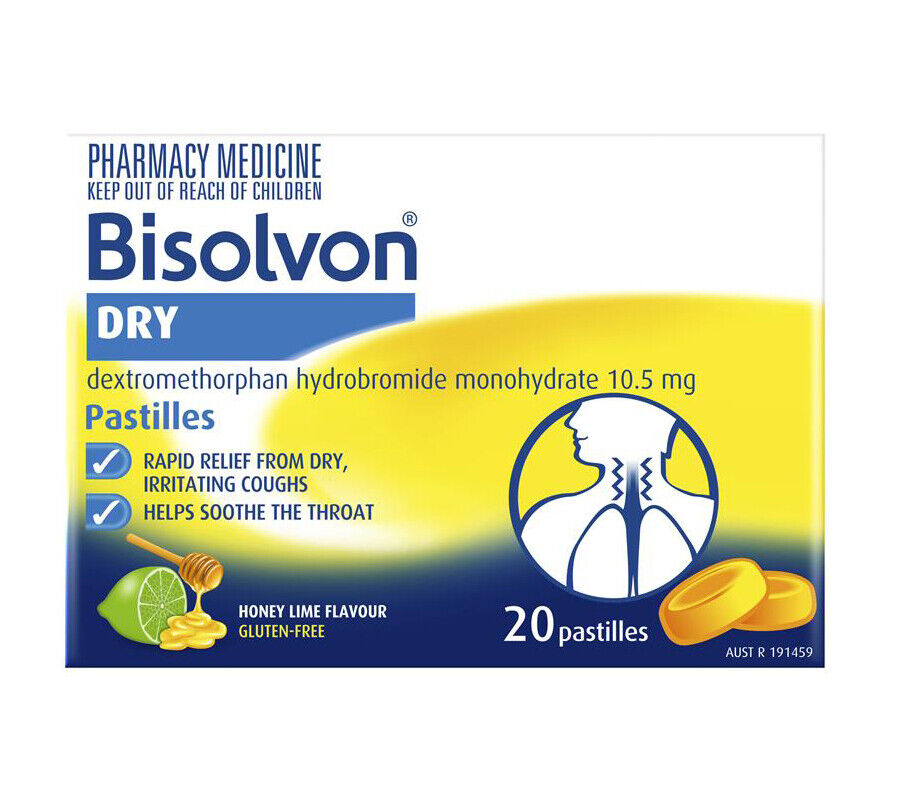 PHARMACY MEDICINE
KEEP OUT OF REACH OF CHILDREN
Bisolvon®
DRY
dextromethorphan hydrobromide monohydrate 10.5 mg
Pastilles
RAPID RELIEF FROM DRY,
IRRITATING COUGHS
HELPS SOOTHE THE THROAT
HONEY LIME FLAVOUR
GLUTEN-FREE
20 pastilles
AUST R 191459